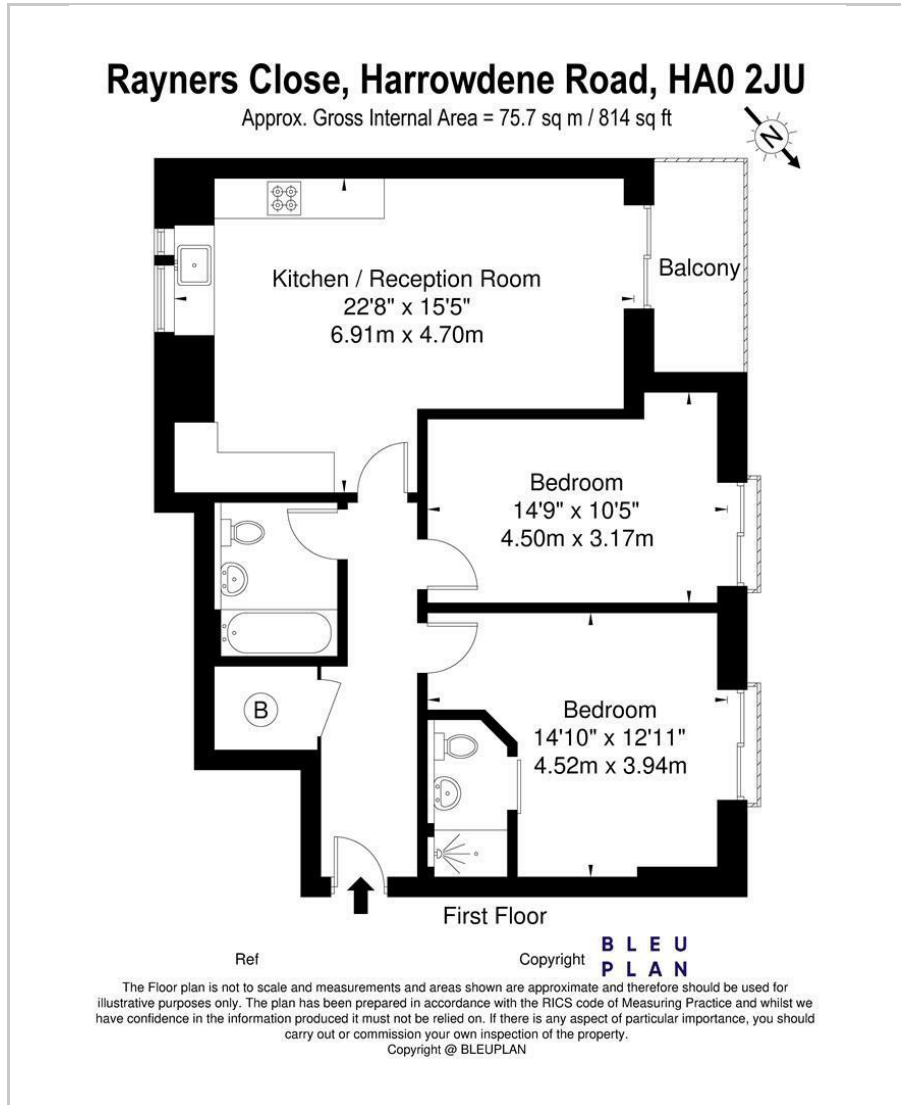 Rayners Close, Harrowdene Road, HA0 2JU
Approx. Gross Internal Area = 75.7 sq m / 814 sq ft
N
Kitchen / Reception Room
22'8" x 15'5"
6.91m x 4.70m
Balcony
Bedroom
14'9" x 10'5"
4.50m x 3.17m
B
Bedroom
14'10" x 12'11"
4.52m x 3.94m
First Floor
Ref
Copyright
BLEU
PLAN
The Floor plan is not to scale and measurements and areas shown are approximate and therefore should be used for
illustrative purposes only. The plan has been prepared in accordance with the RICS code of Measuring Practice and whilst we
have confidence in the information produced it must not be relied on. If there is any aspect of particular importance, you should
carry out or commission your own inspection of the property.
Copyright @ BLEUPLAN